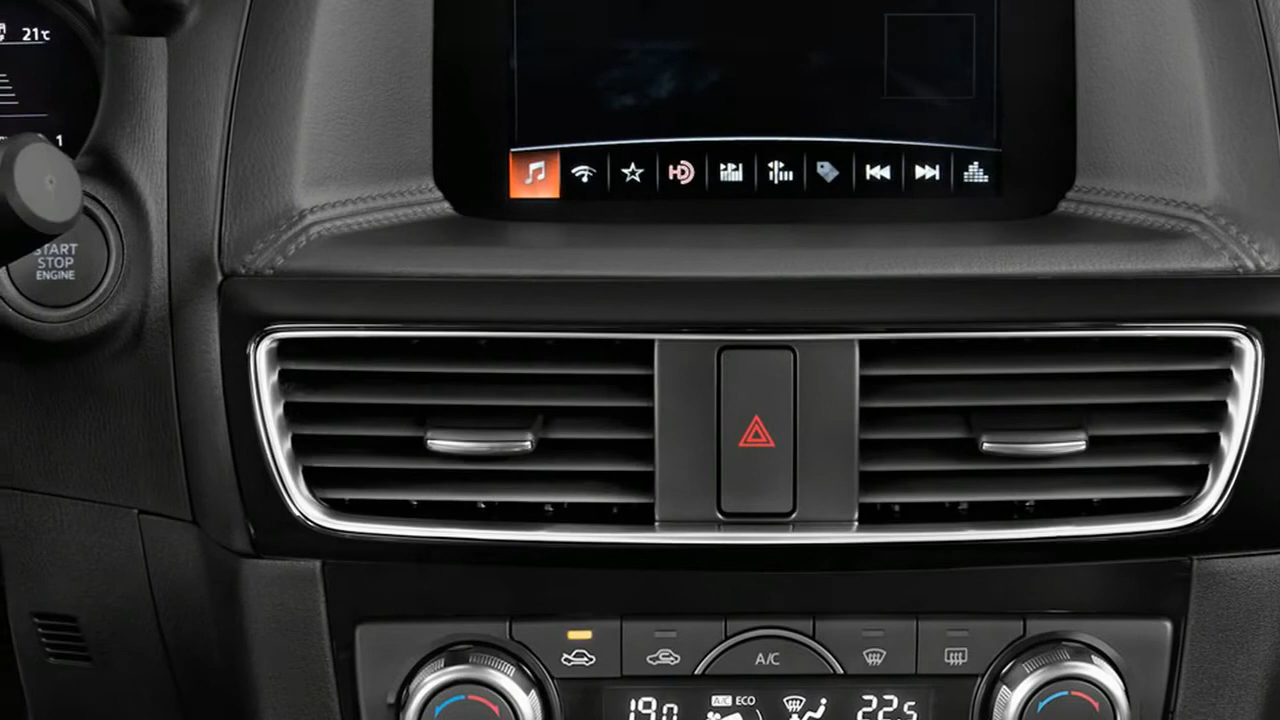 21℃
1
HD
START
STOP
ENGINE
A/C
19.0
A/C ECO
22.5